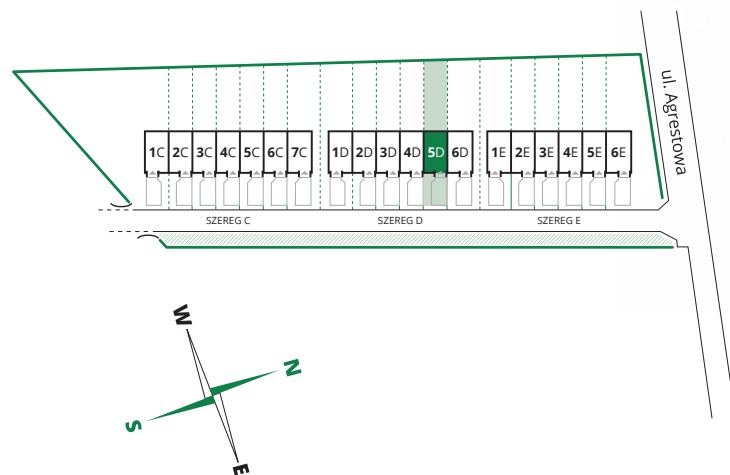 ul. Agrestowa
1C 2C 3C 4C 5C 6C 7C 1D 2D 3D 4D 5D 6D 1E 2E 3E 4E 5E 6E
SZEREG C SZEREG D SZEREG E
W
N
S
E